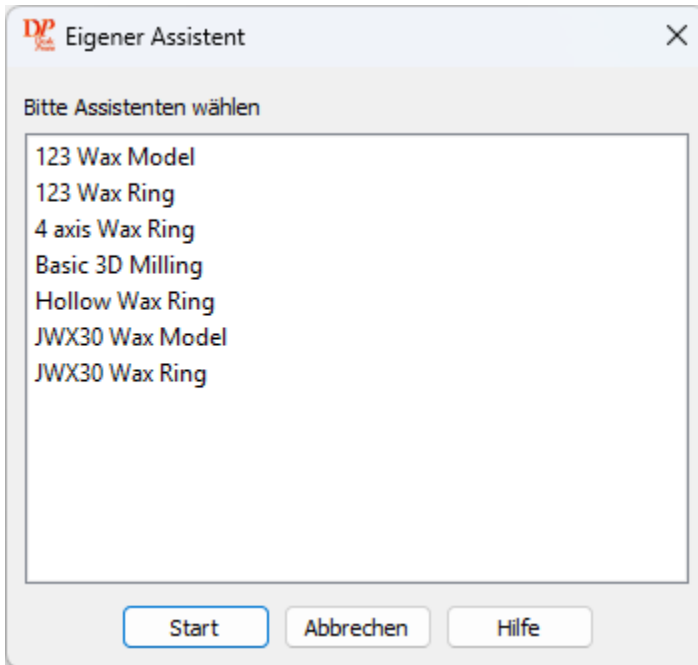 DP
Eigener Assistent
Bitte Assistenten wählen
123 Wax Model
123 Wax Ring
4 axis Wax Ring
Basic 3D Milling
Hollow Wax Ring
JWX30 Wax Model
JWX30 Wax Ring
Start
Abbrechen
Hilfe